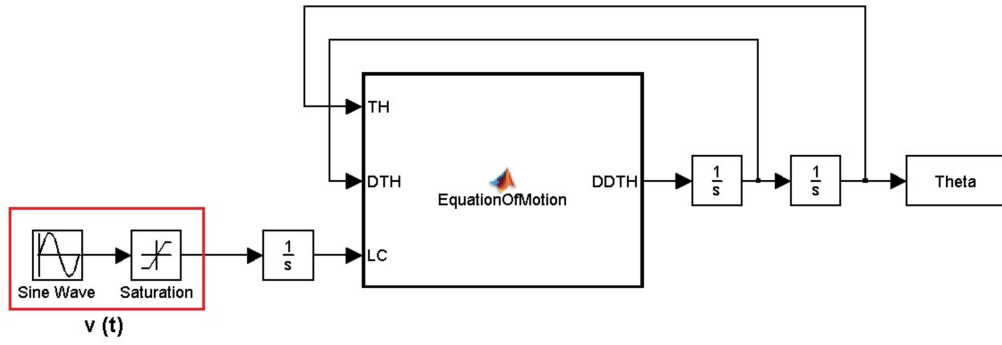 TH
DTH
DDTH
1
s
1
s
Theta
EquationOfMotion
LC
1
s
Sine Wave
Saturation
v (t)